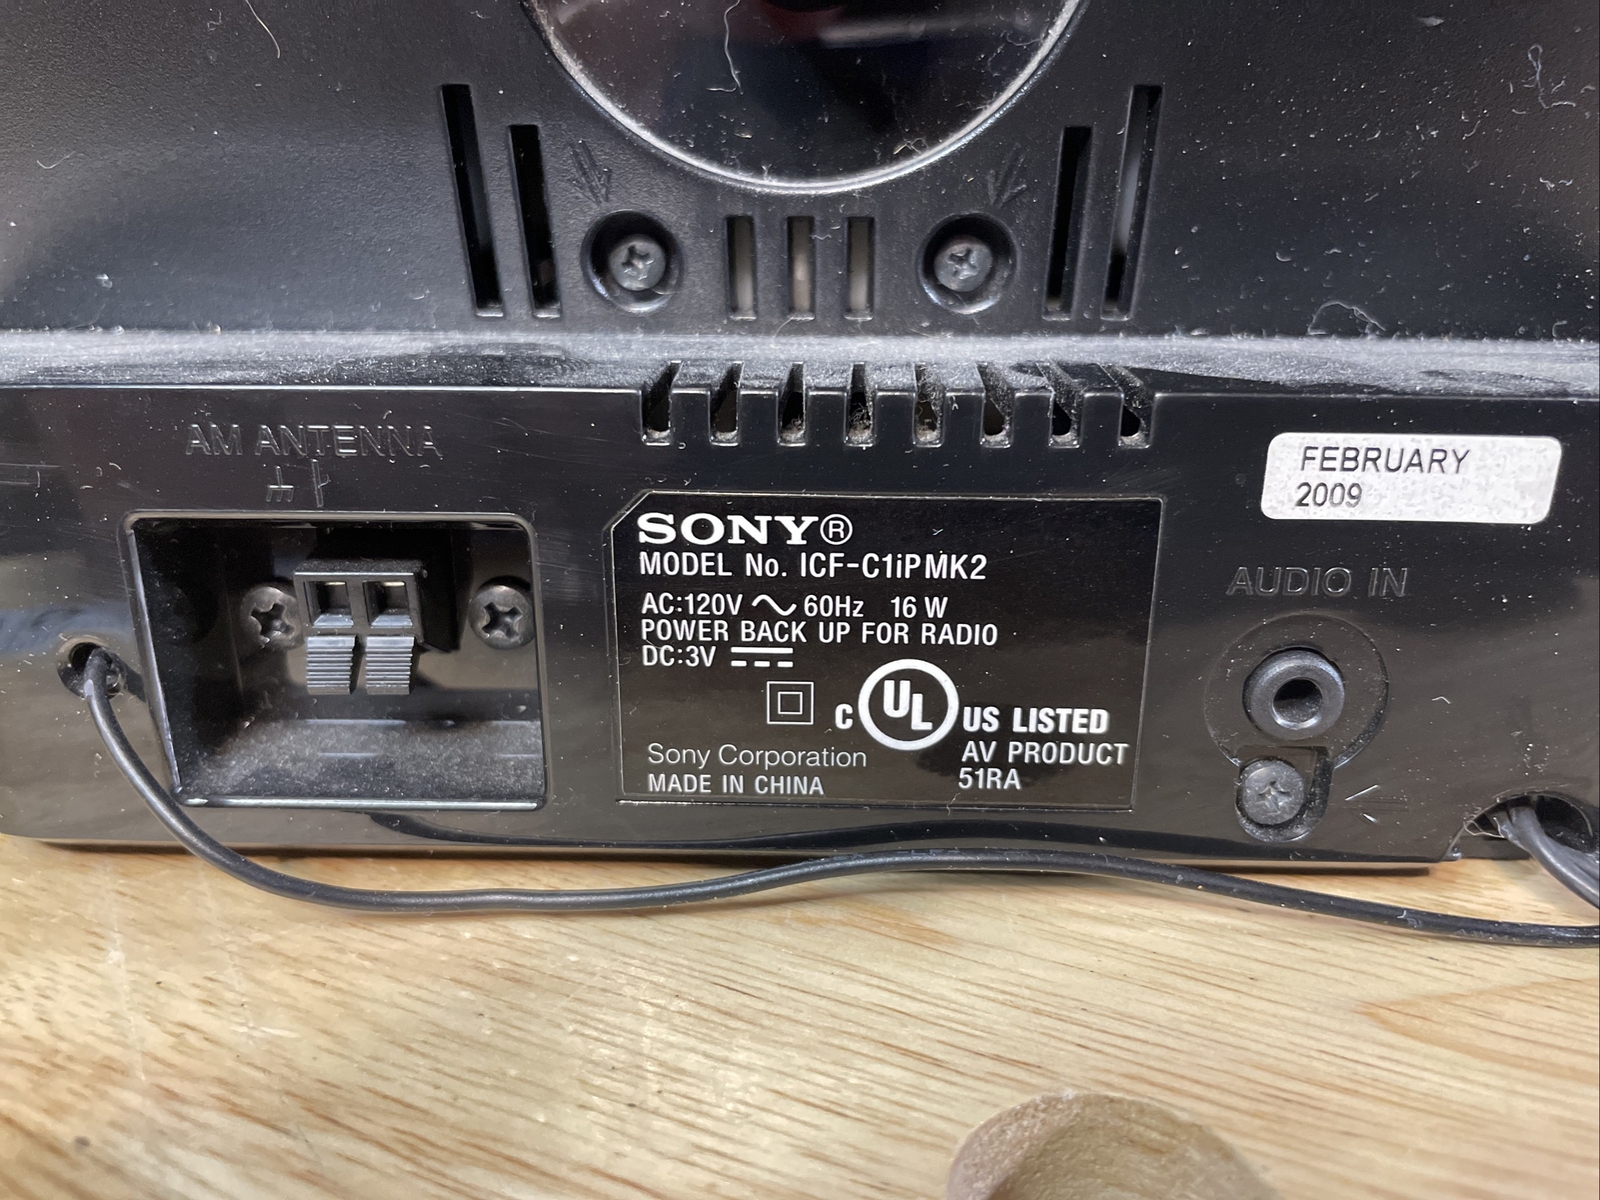 AM ANTENNA
FEBRUARY
2009
SONY®
MODEL No. ICF-C1iPMK2
AC:120V ～ 60Hz 16 W
POWER BACK UP FOR RADIO
DC:3V ⎓
C UL US LISTED
AV PRODUCT
51RA
Sony Corporation
MADE IN CHINA
AUDIO IN